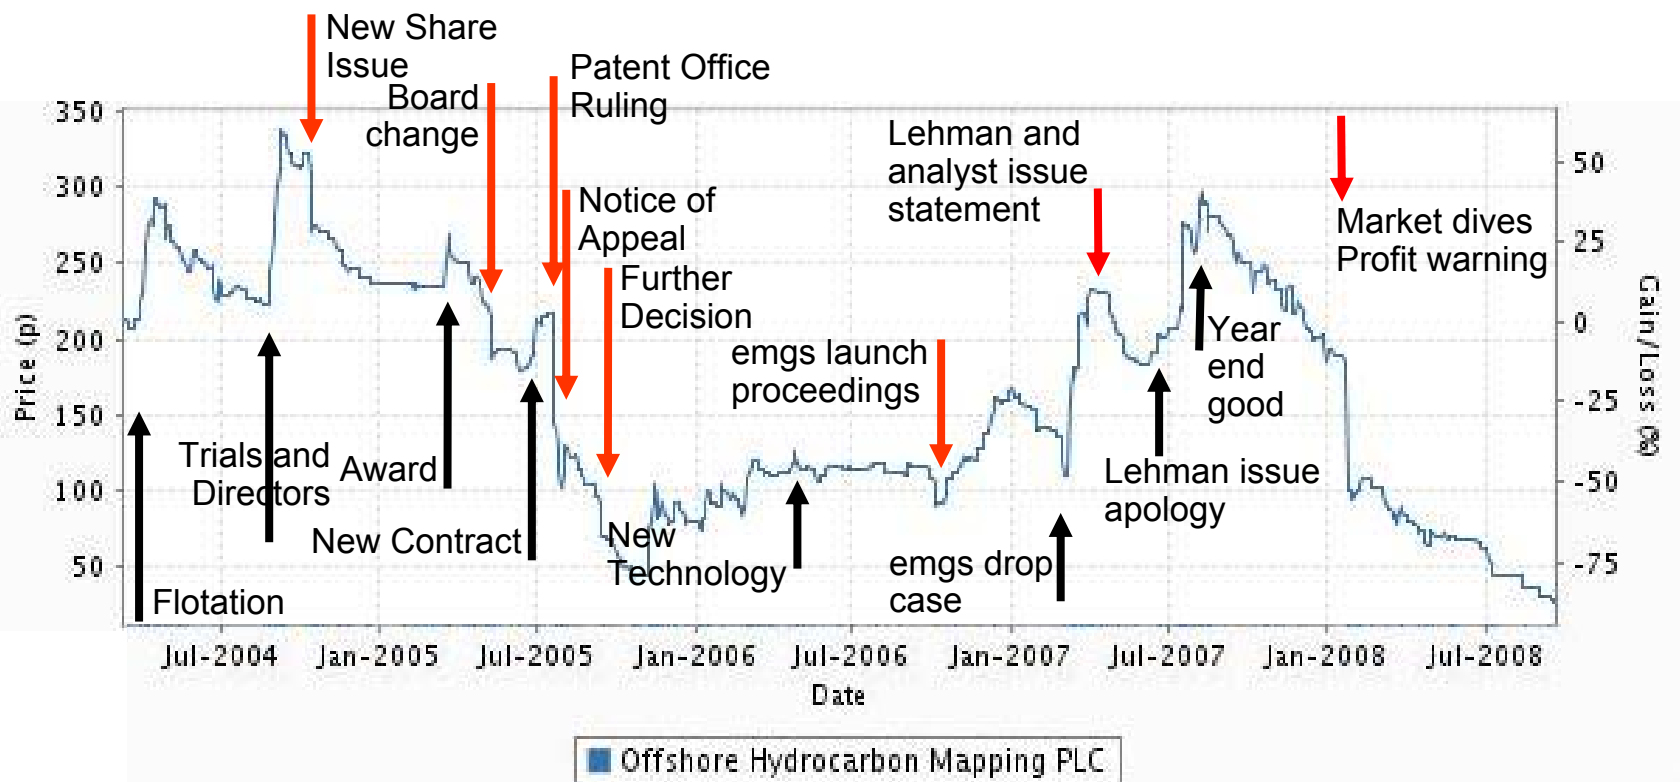 New Share
Issue
Board
change
Patent Office
Ruling
Notice of
Appeal
Further
Decision
Lehman and
analyst issue
statement
Market dives
Profit warning
emgs launch
proceedings
Year
end
good
Trials and
Directors
Award
New Contract
New
Technology
Lehman issue
apology
emgs drop
case
Flotation
350
300
250
200
150
100
50
Price (p)
50
25
0
-25
-50
-75
Gain/Loss (%)
Jul-2004 Jan-2005 Jul-2005 Jan-2006 Jul-2006 Jan-2007 Jul-2007 Jan-2008 Jul-2008
Date
Offshore Hydrocarbon Mapping PLC